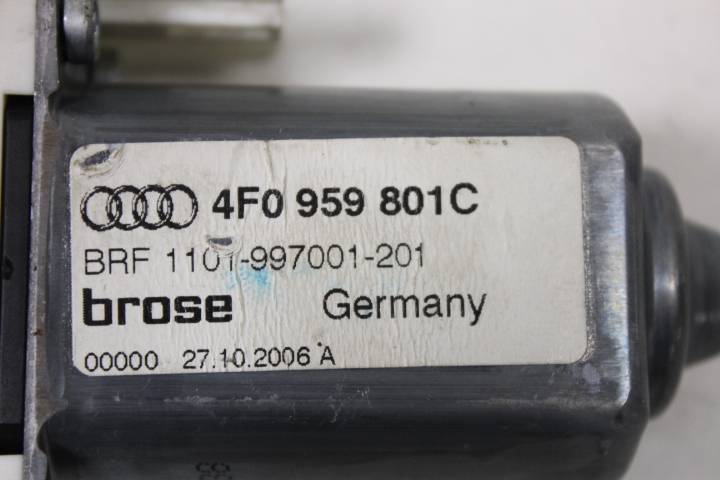 4F0 959 801C
BRF 1101-997001-201
brose Germany
00000 27.10.2006 A